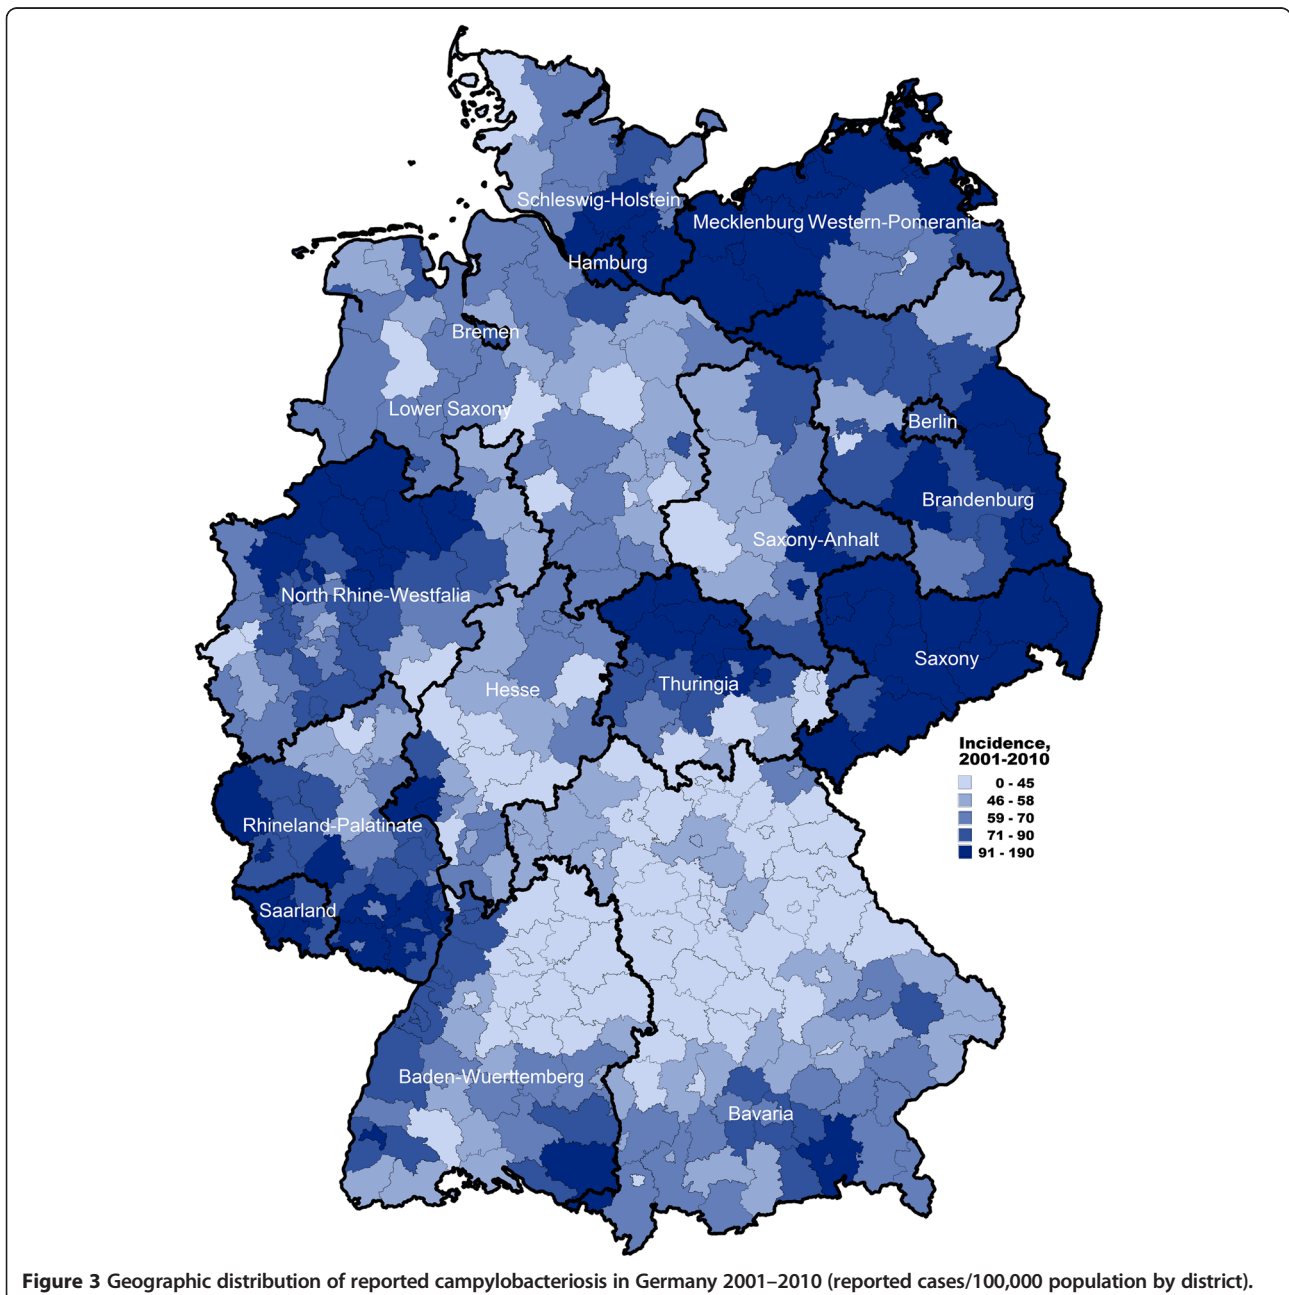 Schleswig-Holstein
Mecklenburg Western-Pomerania
Hamburg
Bremen
Lower Saxony
Berlin
Brandenburg
Saxony-Anhalt
North Rhine-Westfalia
Saxony
Thuringia
Hesse
Incidence,
2001-2010
0 - 45
46 - 58
59 - 70
71 - 90
91 - 190
Rhineland-Palatinate
Saarland
Baden-Wuerttemberg
Bavaria
Figure 3 Geographic distribution of reported campylobacteriosis in Germany 2001–2010 (reported cases/100,000 population by district).